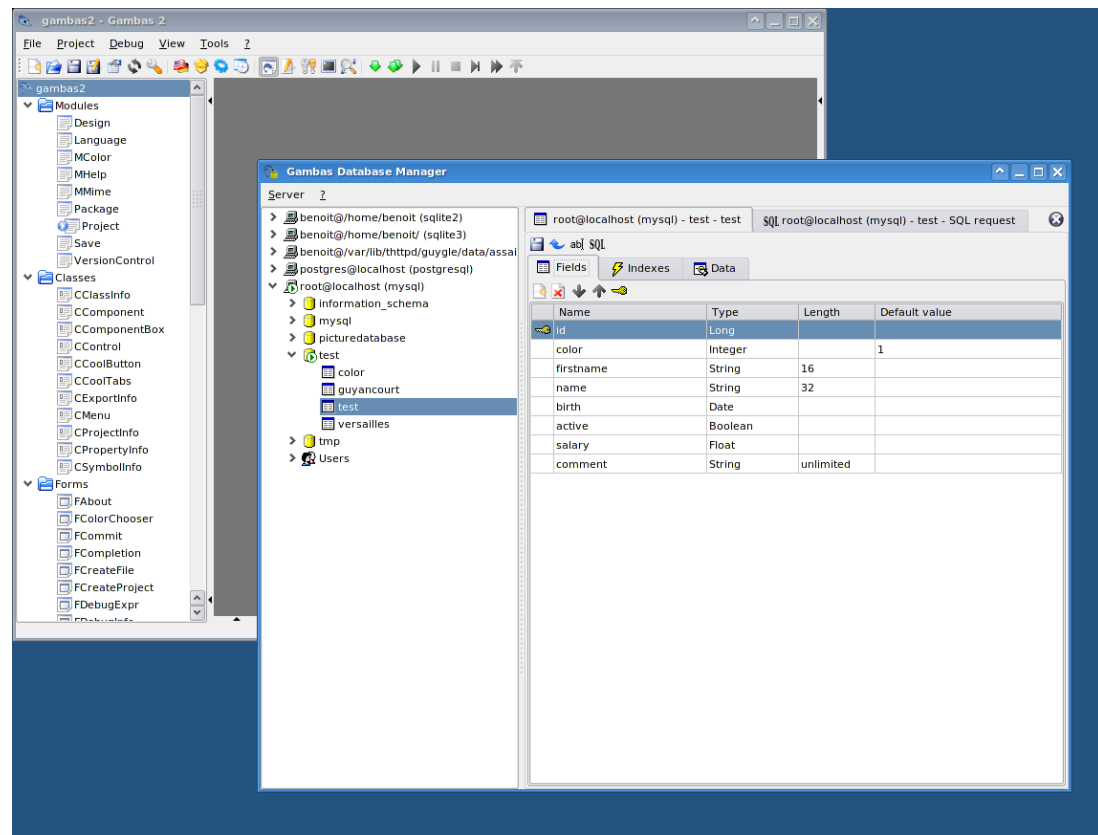 gambas2 - Gambas 2
File Project Debug View Tools ?
gambas2
Modules
Design
Language
MColor
MHelp
MMime
Package
Project
Save
VersionControl
Classes
CClassInfo
CComponent
CComponentBox
CControl
CCoolButton
CCoolTabs
CExportInfo
CMenu
CProjectInfo
CPropertyInfo
CSymbolInfo
Forms
FAbout
FColorChooser
FCommit
FCompletion
FCreateFile
FCreateProject
FDebugExpr
Gambas Database Manager
Server ?
benoit@/home/benoit (sqlite2)
benoit@/home/benoit/ (sqlite3)
benoit@/var/lib/thttpd/guygle/data/assai
postgres@localhost (postgresql)
root@localhost (mysql)
information_schema
mysql
picturedatabase
test
color
guyancourt
test
versailles
tmp
Users
root@localhost (mysql) - test - test SQL root@localhost (mysql) - test - SQL request
ab SQL
Fields Indexes Data
Name Type Length Default value
id Long
color Integer 1
firstname String 16
name String 32
birth Date
active Boolean
salary Float
comment String unlimited